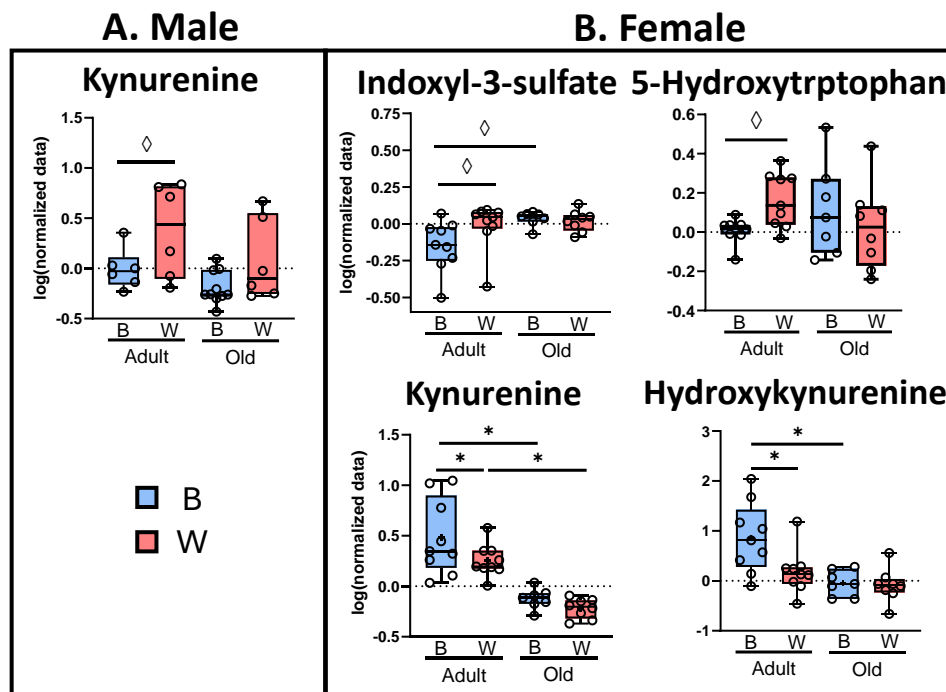 A. Male
B. Female
Kynurenine
log(normalized data)
1.5
1.0
0.5
0.0
-0.5
◊
B W B W
Adult Old
B
W
Indoxyl-3-sulfate
log(normalized data)
0.75
0.50
0.25
0.00
-0.25
-0.50
◊
◊
B W B W
Adult Old
5-Hydroxytrptophan
0.6
0.4
0.2
0.0
-0.2
-0.4
◊
B W B W
Adult Old
Kynurenine
log(normalized data)
1.5
1.0
0.5
0.0
-0.5
*
* *
B W B W
Adult Old
Hydroxykynurenine
3
2
1
0
-1
*
*
B W B W
Adult Old